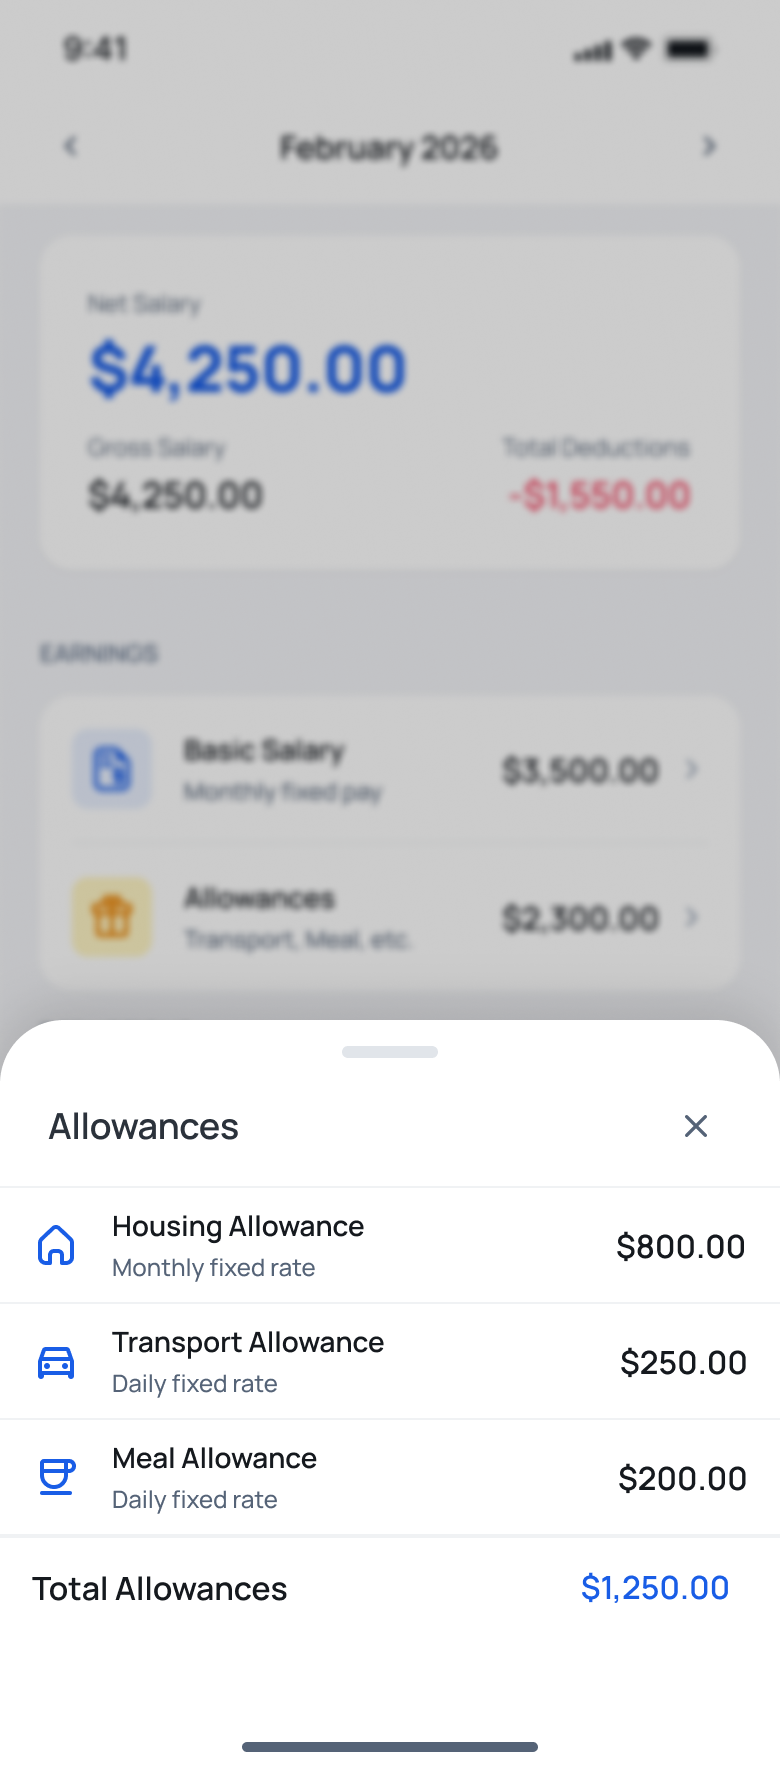 9:41
February 2026
Net Salary
$4,250.00
Gross Salary
Total Deductions
$4,250.00
-$1,550.00
EARNINGS
Basic Salary
Monthly fixed pay
$3,500.00
Allowances
Transport, Meal, etc.
$2,300.00
Allowances
Housing Allowance
Monthly fixed rate
$800.00
Transport Allowance
Daily fixed rate
$250.00
Meal Allowance
Daily fixed rate
$200.00
Total Allowances
$1,250.00